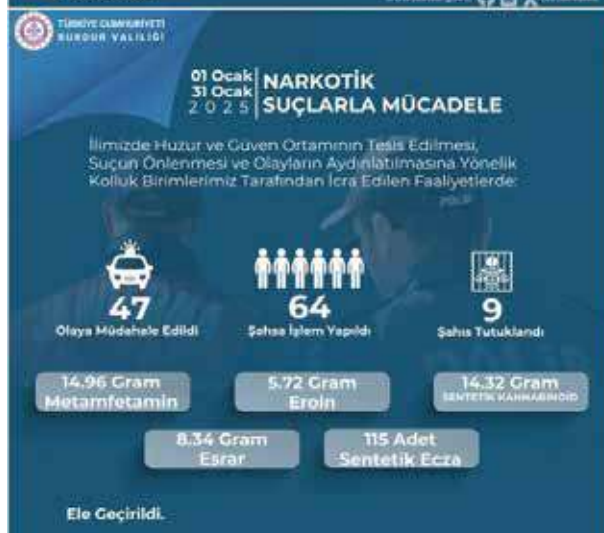 TÜRKİYE CUMHURİYETİ
BURDUR VALİLİĞİ
01 Ocak
31 Ocak
2025
NARKOTİK
SUÇLARLA MÜCADELE
İlimizde Huzur ve Güven Ortamının Tesis Edilmesi,
Suçun Önlenmesi ve Olayların Aydınlatılmasına Yönelik
Kolluk Birimlerimiz Tarafından İcra Edilen Faaliyetlerde:
POLİS
47
Olaya Müdahale Edildi
64
Şahsa İşlem Yapıldı
9
Şahıs Tutuklandı
14.96 Gram
Metamfetamin
5.72 Gram
Eroin
14.32 Gram
SENTETİK KANNABİNOİD
8.34 Gram
Esrar
115 Adet
Sentetik Ecza
Ele Geçirildi.